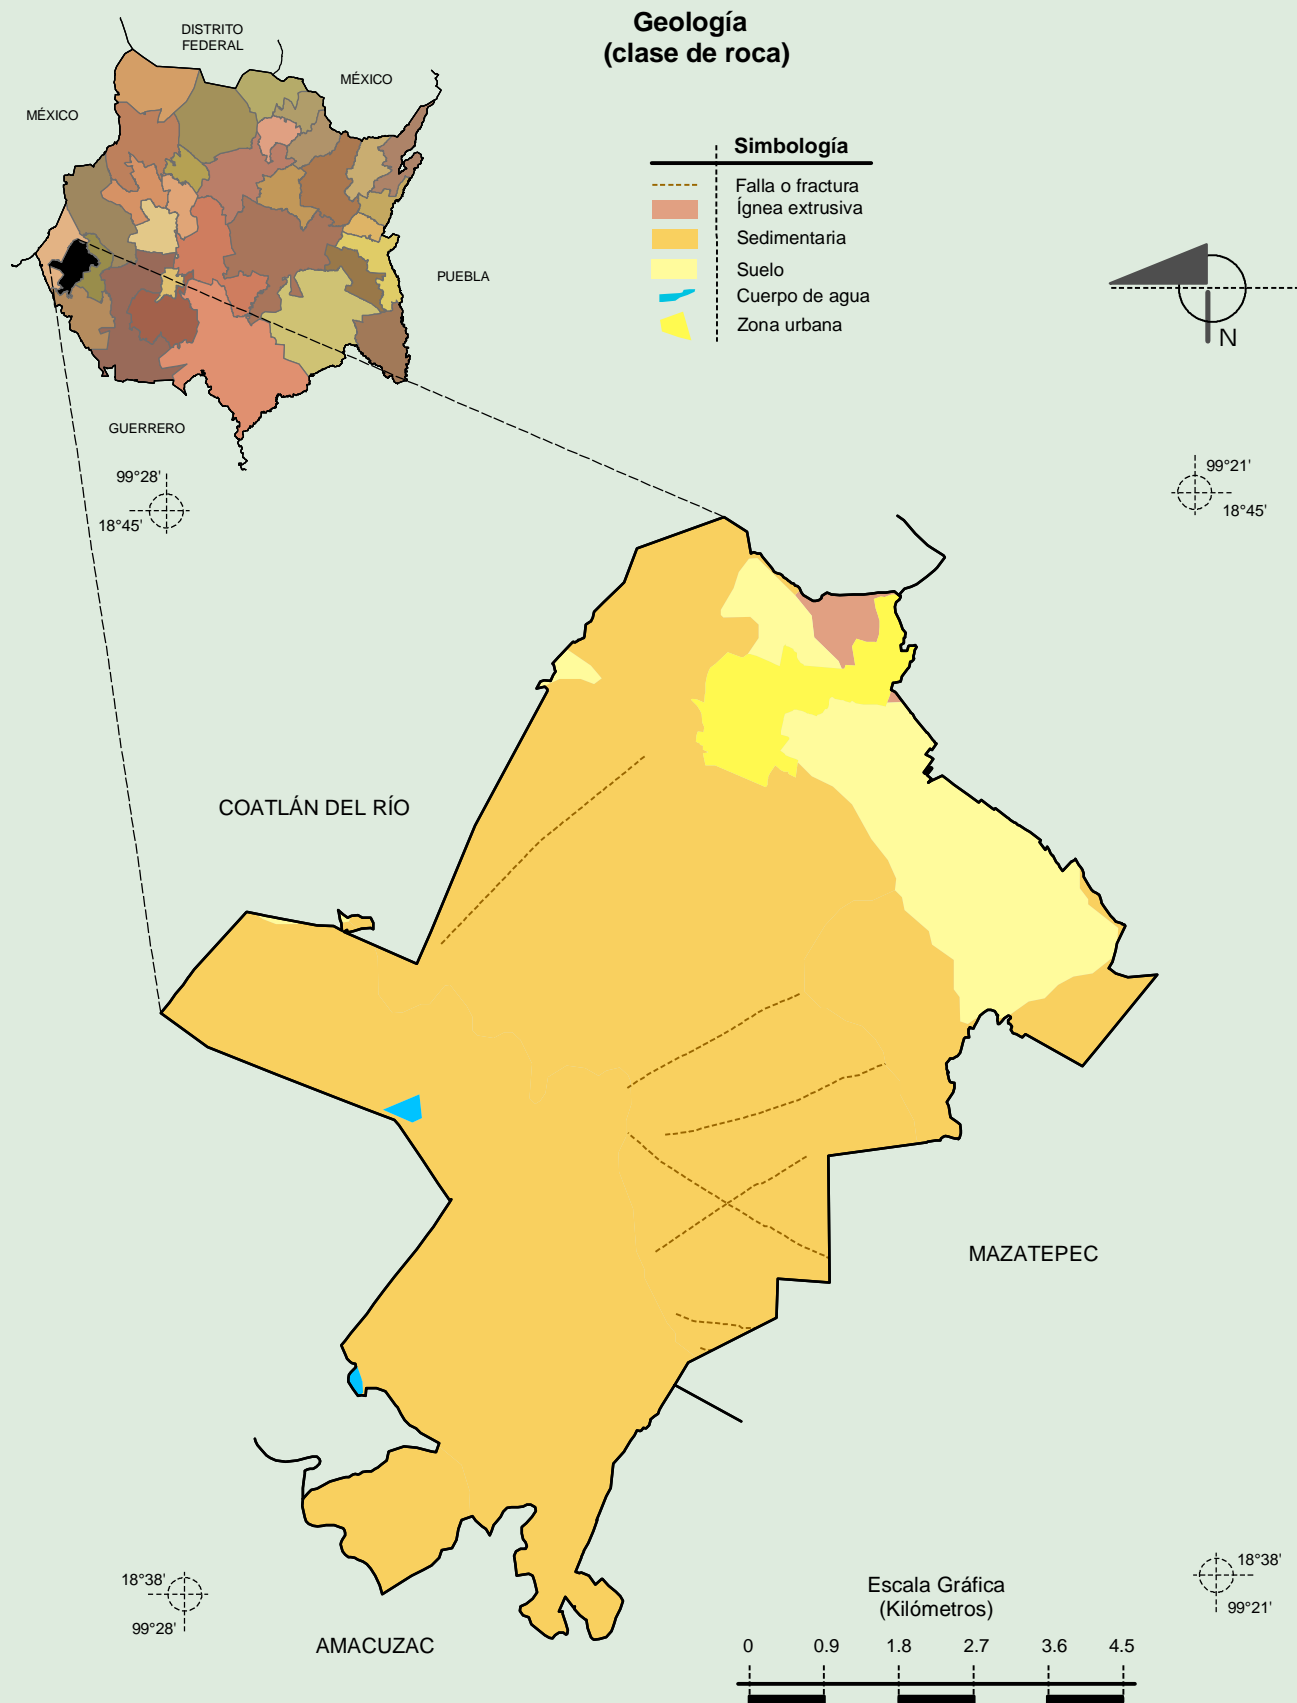 Geología
(clase de roca)
DISTRITO
FEDERAL
MÉXICO
MÉXICO
PUEBLA
GUERRERO
Simbología
Falla o fractura
Ígnea extrusiva
Sedimentaria
Suelo
Cuerpo de agua
Zona urbana
N
99°28'
18°45'
99°21'
18°45'
COATLÁN DEL RÍO
MAZATEPEC
AMACUZAC
18°38'
99°28'
18°38'
99°21'
Escala Gráfica
(Kilómetros)
0 0.9 1.8 2.7 3.6 4.5